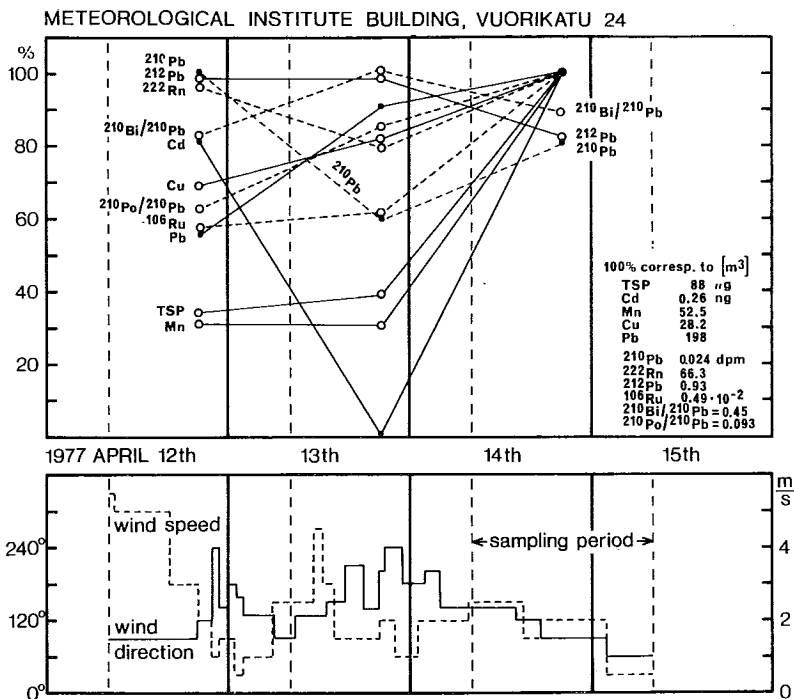 METEOROLOGICAL INSTITUTE BUILDING, VUORIKATU 24
%
100
80
60
40
20
210Pb
212Pb
222Rn
210Bi/210Pb
Cd
Cu
210Po/210Pb
106Ru
Pb
TSP
Mn
210Pb
210Bi/210Pb
212Pb
210Pb
100% corresp. to [m³]
TSP 88 µg
Cd 0.26 ng
Mn 52.5
Cu 28.2
Pb 198
210Pb 0.024 dpm
222Rn 66.3
212Pb 0.93
106Ru 0.49·10⁻²
210Bi/210Pb = 0.45
210Po/210Pb = 0.093
1977 APRIL 12th 13th 14th 15th
m/s
wind speed
sampling period
240° 4
120° 2
wind
direction
0° 0